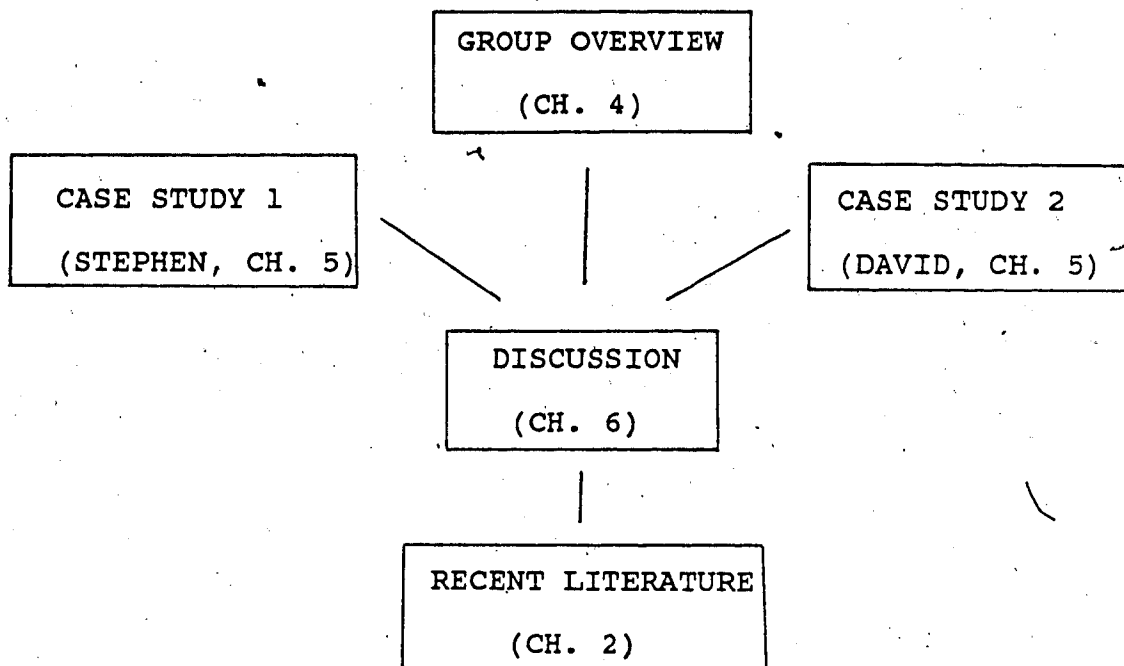 GROUP OVERVIEW
(CH. 4)
CASE STUDY 1
(STEPHEN, CH. 5)
CASE STUDY 2
(DAVID, CH. 5)
DISCUSSION
(CH. 6)
RECENT LITERATURE
(CH. 2)